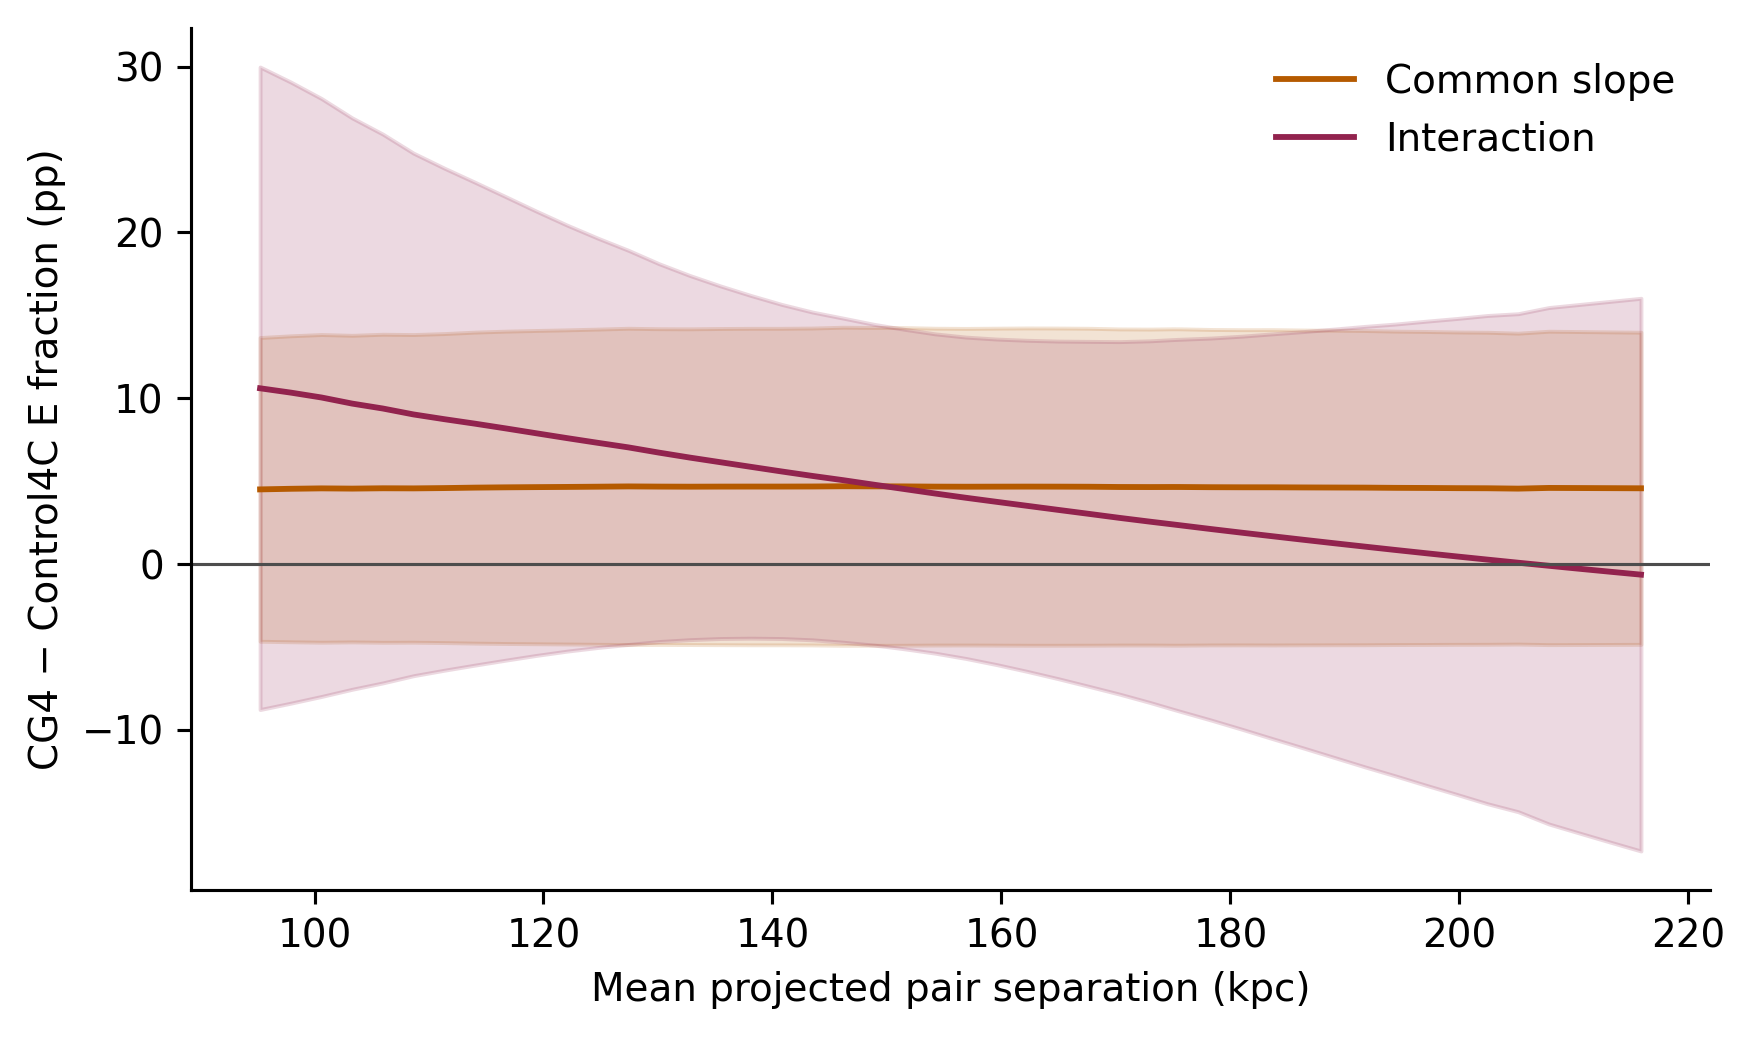 30
20
10
0
−10
CG4 − Control4C E fraction (pp)
Common slope
Interaction
100 120 140 160 180 200 220
Mean projected pair separation (kpc)